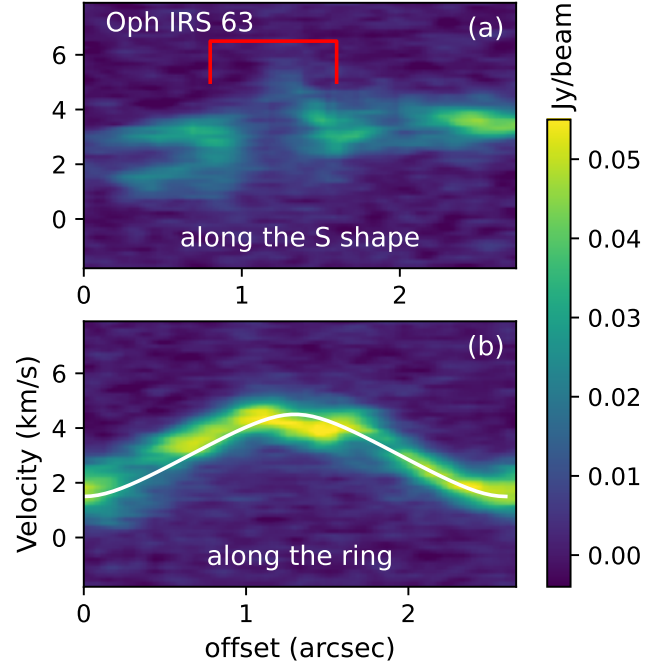 Oph IRS 63
(a)
6
4
2
0
along the S shape
0 1 2
Jy/beam
0.05
0.04
0.03
0.02
0.01
0.00
(b)
6
4
2
0
Velocity (km/s)
along the ring
0 1 2
offset (arcsec)